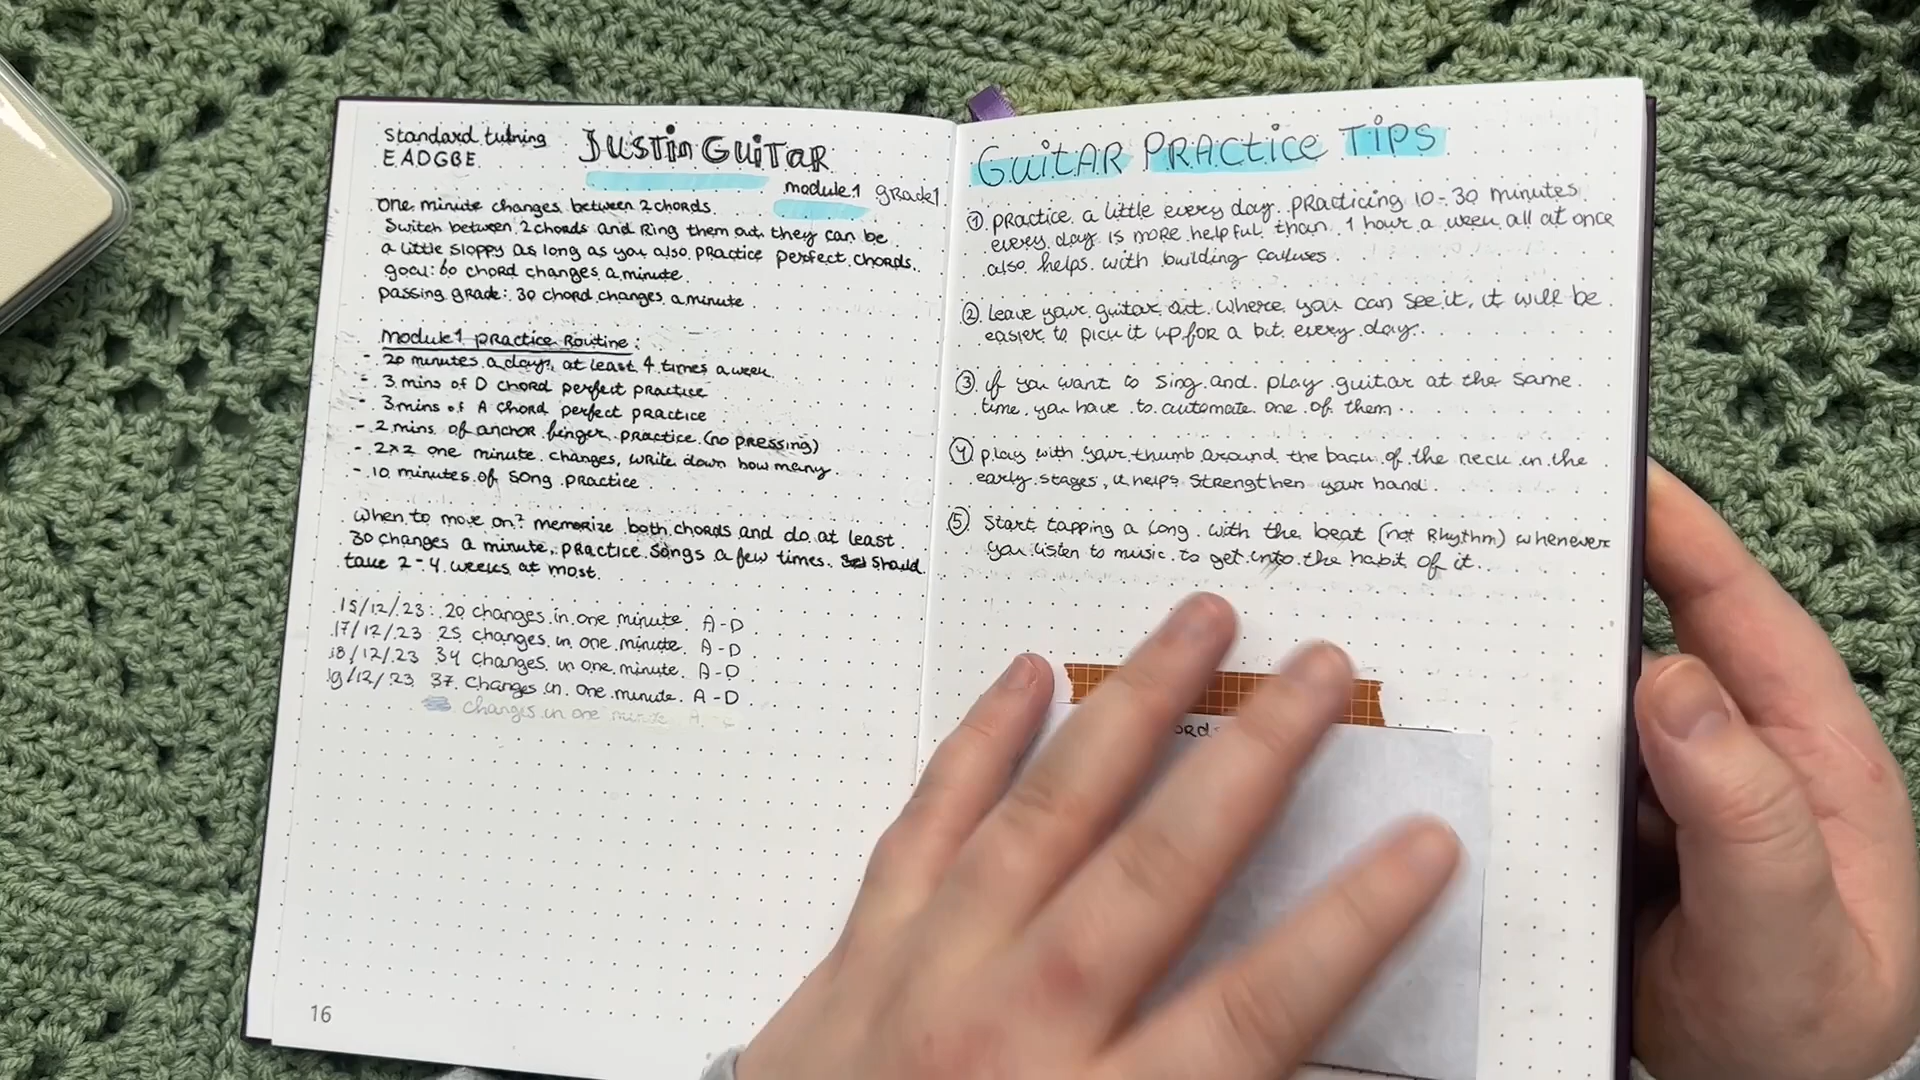 Standard tunning
E.A.D.G.B.E.
JUSTIN GUITAR
module 1 grade 1
One minute changes between 2 chords.
Switch between 2 chords and ring them out, they can be
a little sloppy as long as you also practice perfect chords.
goal: 60 chord changes a minute
passing grade: 30 chord changes a minute
Module 1 practice Routine:
- 20 minutes a day, at least 4 times a week.
- 3 mins of D chord perfect practice
- 3 mins of A chord perfect practice
- 2 mins of anchor finger practice (no pressing)
- 2x2 one minute changes, write down how many.
- 10 minutes of song practice
When to move on? memorize both chords and do at least
30 changes a minute, practice songs a few times. should
take 2-4 weeks at most.
15/12/23: 20 changes in one minute. A-D
17/12/23 25 changes in one minute. A-D
18/12/23 34 changes in one minute. A-D
19/12/23 37 changes in one minute. A-D
changes in one minute.
16
GUITAR PRACTICE TIPS
① Practice a little every day. Practicing 10-30 minutes
every day is more helpful than 1 hour a week all at once
also helps with building calluses.
② Leave your guitar out where you can see it, it will be
easier to pick it up for a bit every day.
③ if you want to sing and play guitar at the same
time, you have to automate one of them.
④ play with your thumb around the back of the neck in the
early stages, it helps strengthen your hand.
⑤ Start tapping a long with the beat (not Rhythm) whenever
you listen to music to get into the habit of it.